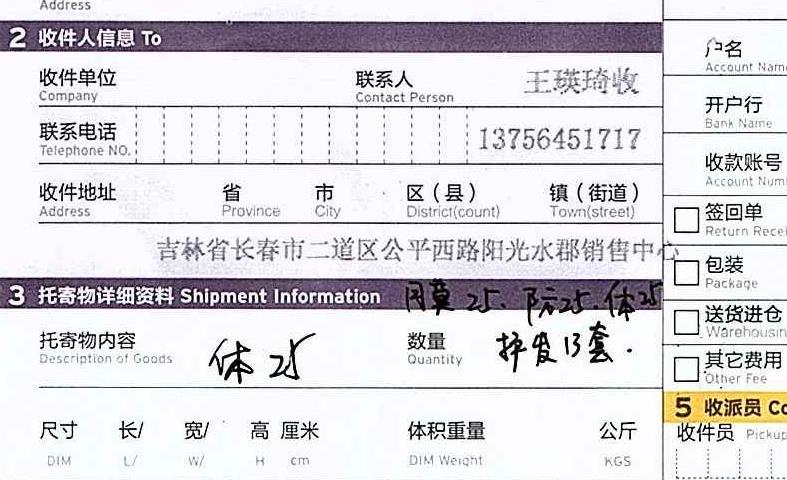 Address
2 收件人信息 To
收件单位 联系人 王瑛琦收
Company Contact Person
联系电话 13756451717
Telephone NO.
收件地址 省 市 区（县） 镇（街道）
Address Province City District(count) Town(street)
吉林省长春市二道区公平西路阳光水郡销售中心
3 托寄物详细资料 Shipment Information 25. 防25. 体25
托寄物内容 体25 数量 护发13套.
Description of Goods Quantity
尺寸 长/ 宽/ 高 厘米 体积重量 公斤
DIM L/ W/ H cm DIM Weight KGS
户名
Account Name
开户行
Bank Name
收款账号
Account Num
签回单
Return Recei
包装
Package
送货进仓
Warehousin
其它费用
Other Fee
5 收派员 Co
收件员 Pickup